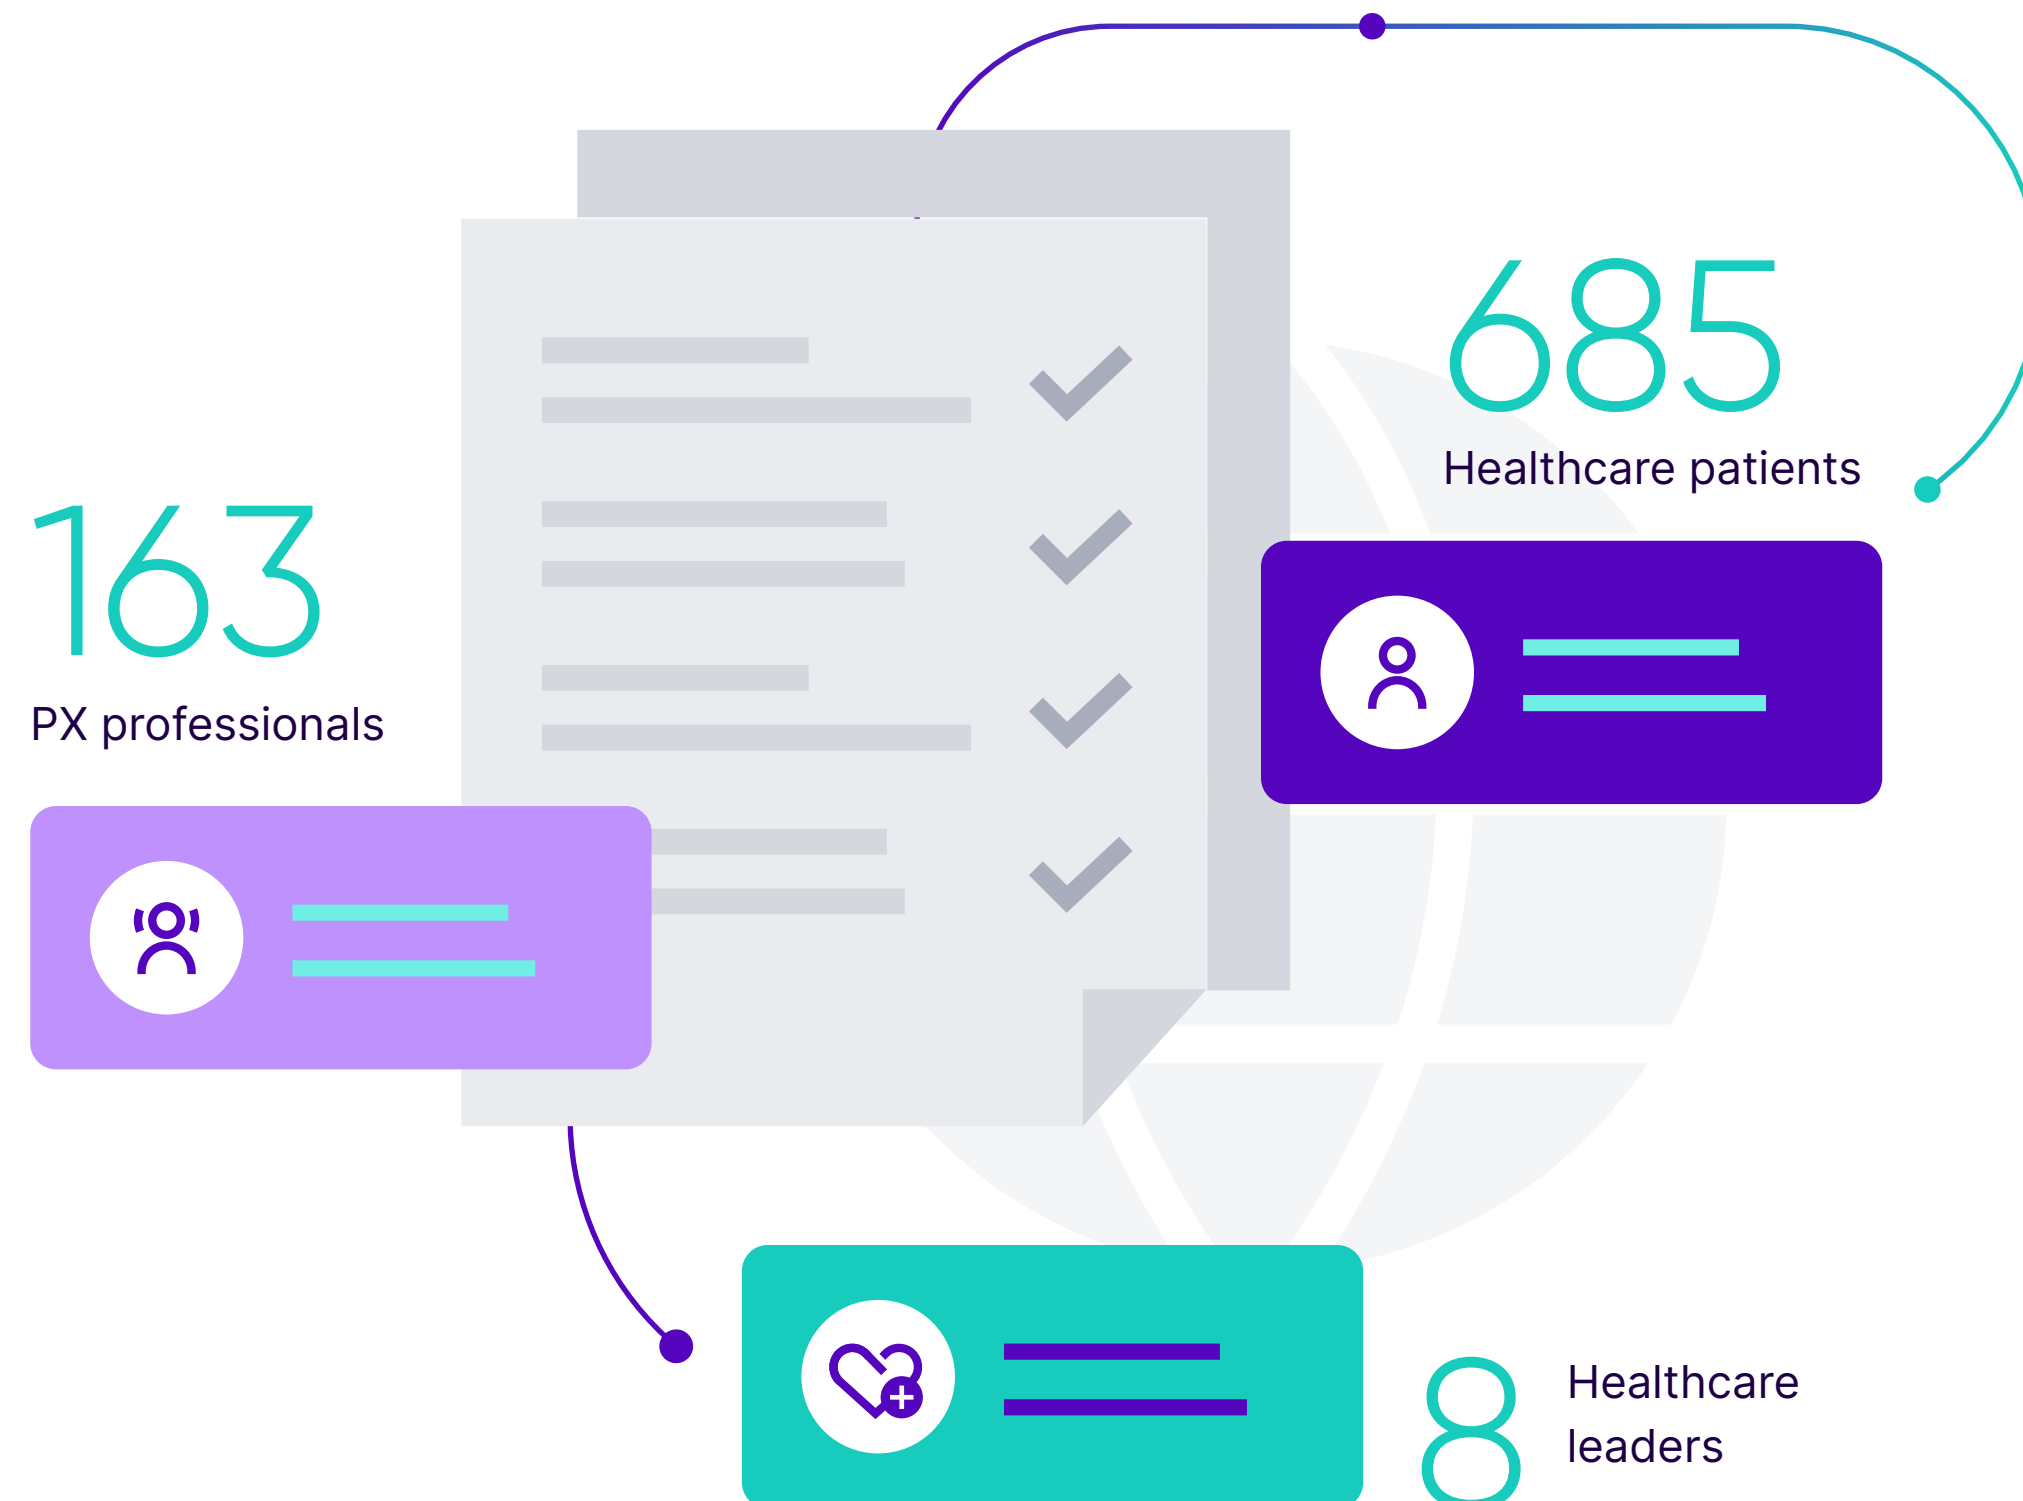 685
Healthcare patients
163
PX professionals
8
Healthcare
leaders